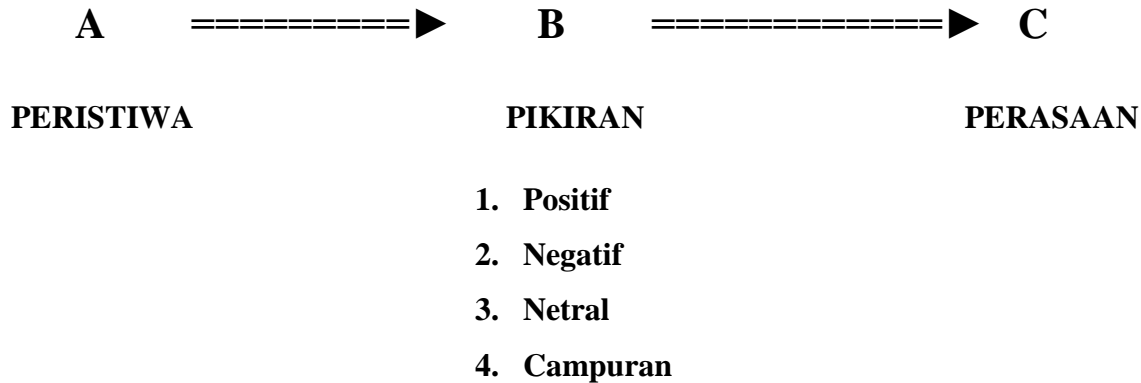 A =========► B ============► C
PERISTIWA PIKIRAN PERASAAN
1. Positif
2. Negatif
3. Netral
4. Campuran